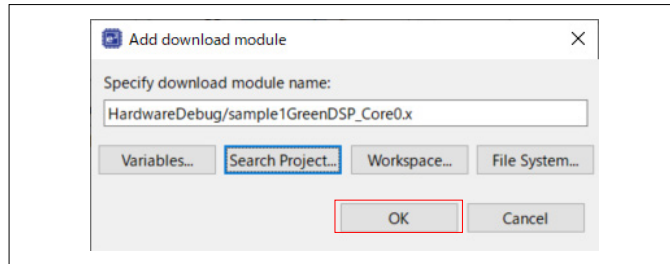 Add download module
Specify download module name:
HardwareDebug/sample1GreenDSP_Core0.x
Variables... Search Project... Workspace... File System...
OK Cancel